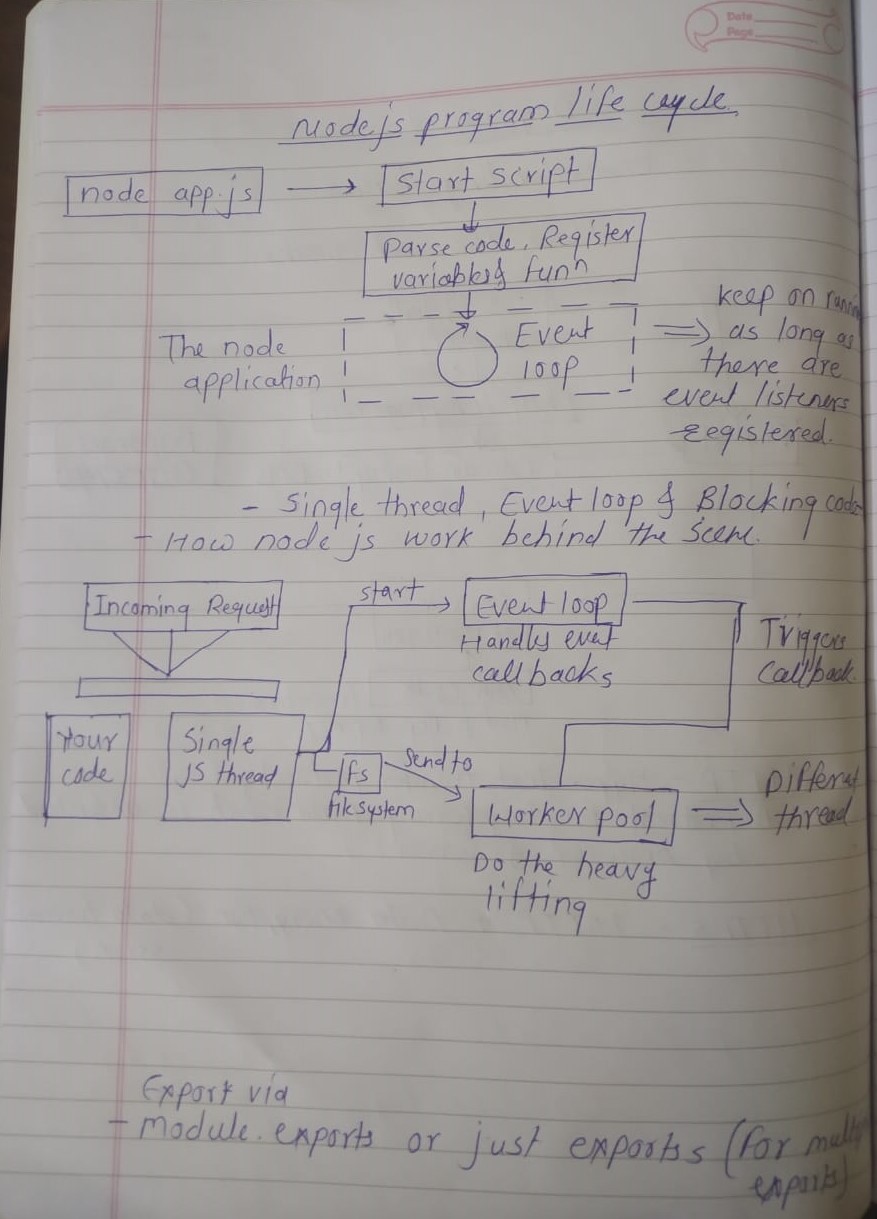 Date
Page
Nodejs program life cycle
node app.js
Start script
Parse code, Register
variables & funn
The node
application
Event
loop
keep on
as long as
there are
event listeners
registered.
- Single thread, Event loop & Blocking code
- How node js work behind the scene.
Incoming Request
start
Event loop
Handles event
callbacks
Triggers
Callback
Your
code
Single
JS thread
fs
file system
Send to
Worker pool
Different
thread
Do the heavy
lifting
Export via
- module.exports or just exports (for
exports)